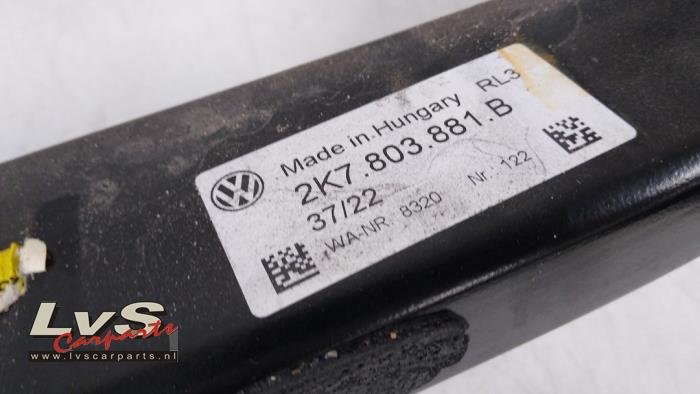 Made in Hungary RL3
2K7.803.881 B
37/22
WA-NR. 8320 Nr. 122
LvS
Carparts
www.lvscarparts.nl